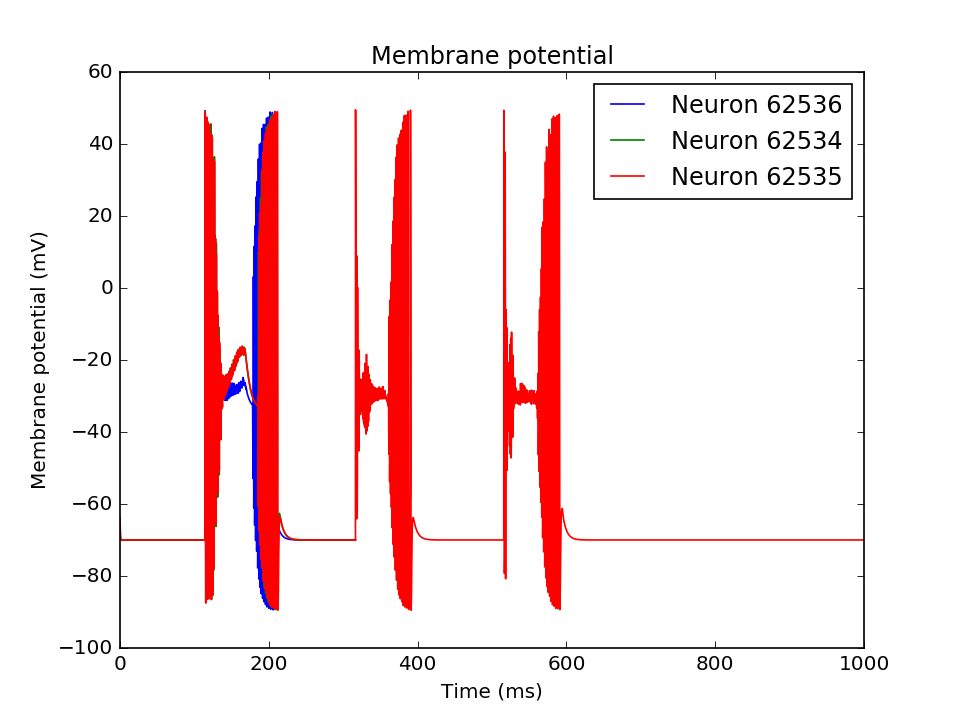 Membrane potential
Membrane potential (mV)
60
40
20
0
−20
−40
−60
−80
−100
Neuron 62536
Neuron 62534
Neuron 62535
0 200 400 600 800 1000
Time (ms)